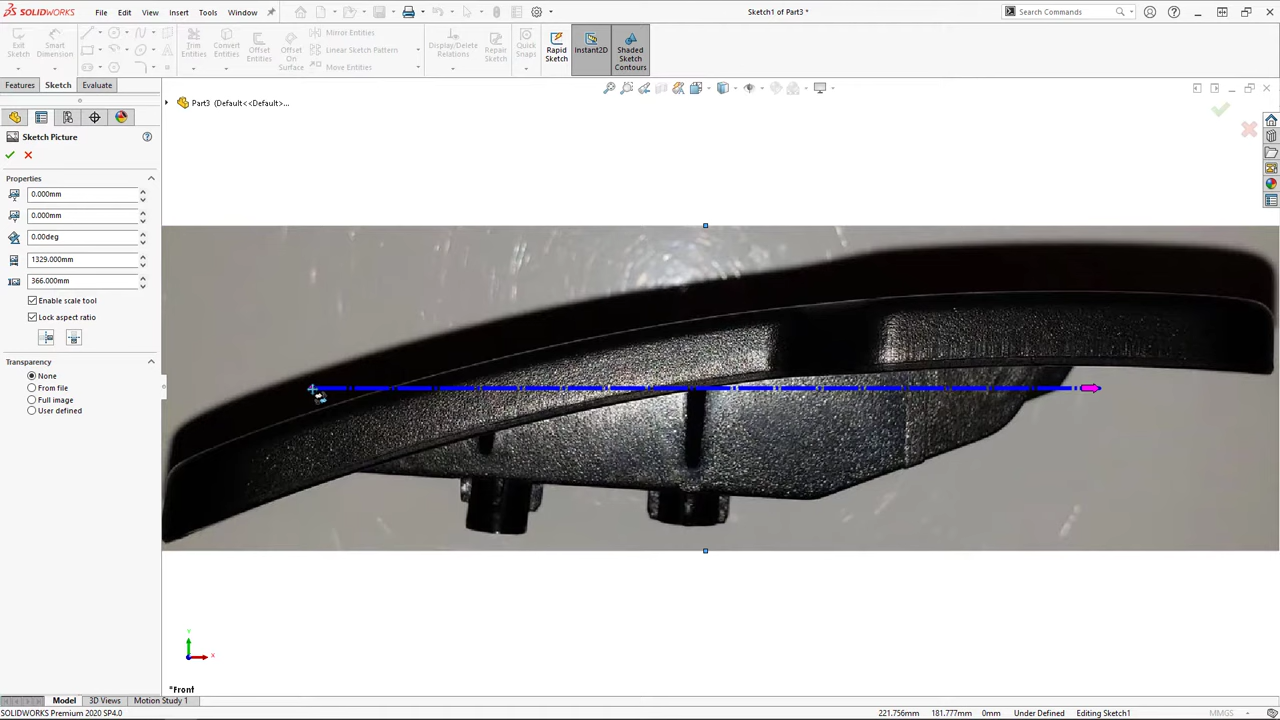 SOLIDWORKS File Edit View Insert Tools Window Sketch1 of Part3 * Search Commands
Exit Sketch Smart Dimension Trim Entities Convert Entities Offset Entities Offset On Surface Mirror Entities Linear Sketch Pattern Move Entities Display/Delete Relations Repair Sketch Quick Snaps Rapid Sketch Instant2D Shaded Sketch Contours
Features Sketch Evaluate
Part3 (Default<<Default>...
Sketch Picture
Properties
0.000mm
0.000mm
0.00deg
1329.000mm
366.000mm
Enable scale tool
Lock aspect ratio
Transparency
None
From file
Full image
User defined
Y
X
*Front
Model 3D Views Motion Study 1
SOLIDWORKS Premium 2020 SP4.0 221.756mm 181.777mm 0mm Under Defined Editing Sketch1 MMGS